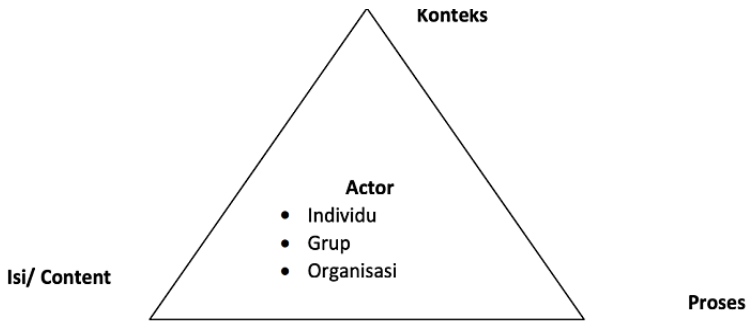 Konteks
Actor
• Individu
• Grup
• Organisasi
Isi/ Content
Proses